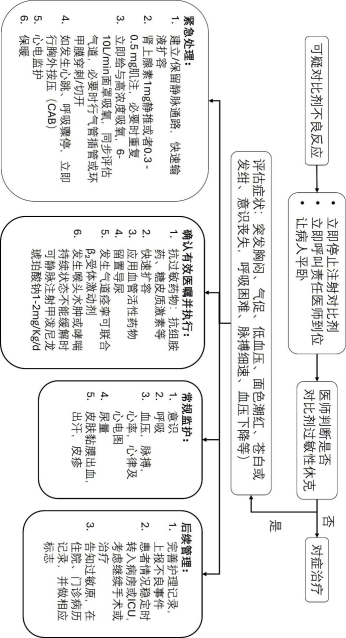 可疑对比剂不良反应
• 立即停止注射对比剂
• 立即呼叫责任医师到位
让病人平卧
医师判断是否
对比剂过敏性休克
否
对症治疗
是
评估症状：突发胸闷、气促、低血压、面色潮红、苍白或
发绀、意识丧失、呼吸困难、脉搏细速、血压下降等）
紧急处理：
1. 建立/保留静脉通路，快速输
液扩容
2. 肾上腺素1mg静推或者0.3-
0.5 mg肌注，必要时重复
3. 立即给与高浓度吸氧，6-
10L/min面罩吸氧，同步评估
气道，必要时行气管插管或环
甲膜穿刺/切开
4. 如发生心跳、呼吸骤停，立即
行胸外按压（CAB）
5. 心电监护
6. 保暖
确认有效医嘱并执行：
1. 抗过敏药物：抗组胺
药；糖皮质激素等
2. 快速扩容
3. 应用血管活性药物
4. 留置导尿
5. 发生气道痉挛可联合
β₂受体激动剂
6. 发生喉头水肿或哮喘
持续状态不能缓解时
可静脉注射甲泼尼龙
琥珀酸钠1-2mg/Kg/d
常规监护：
1. 意识
2. 呼吸
3. 血压，脉搏，
心率，心律及
心电图
4. 尿量
5. 皮肤黏膜出血，
出汗，皮疹
后续管理：
1. 完善护理记录，
上报不良事件
2. 患者情况稳定时
转入病房或ICU，
考虑继续手术或
治疗
3. 告知过敏原，在
住院、门诊病历
记录，并做相应
标志